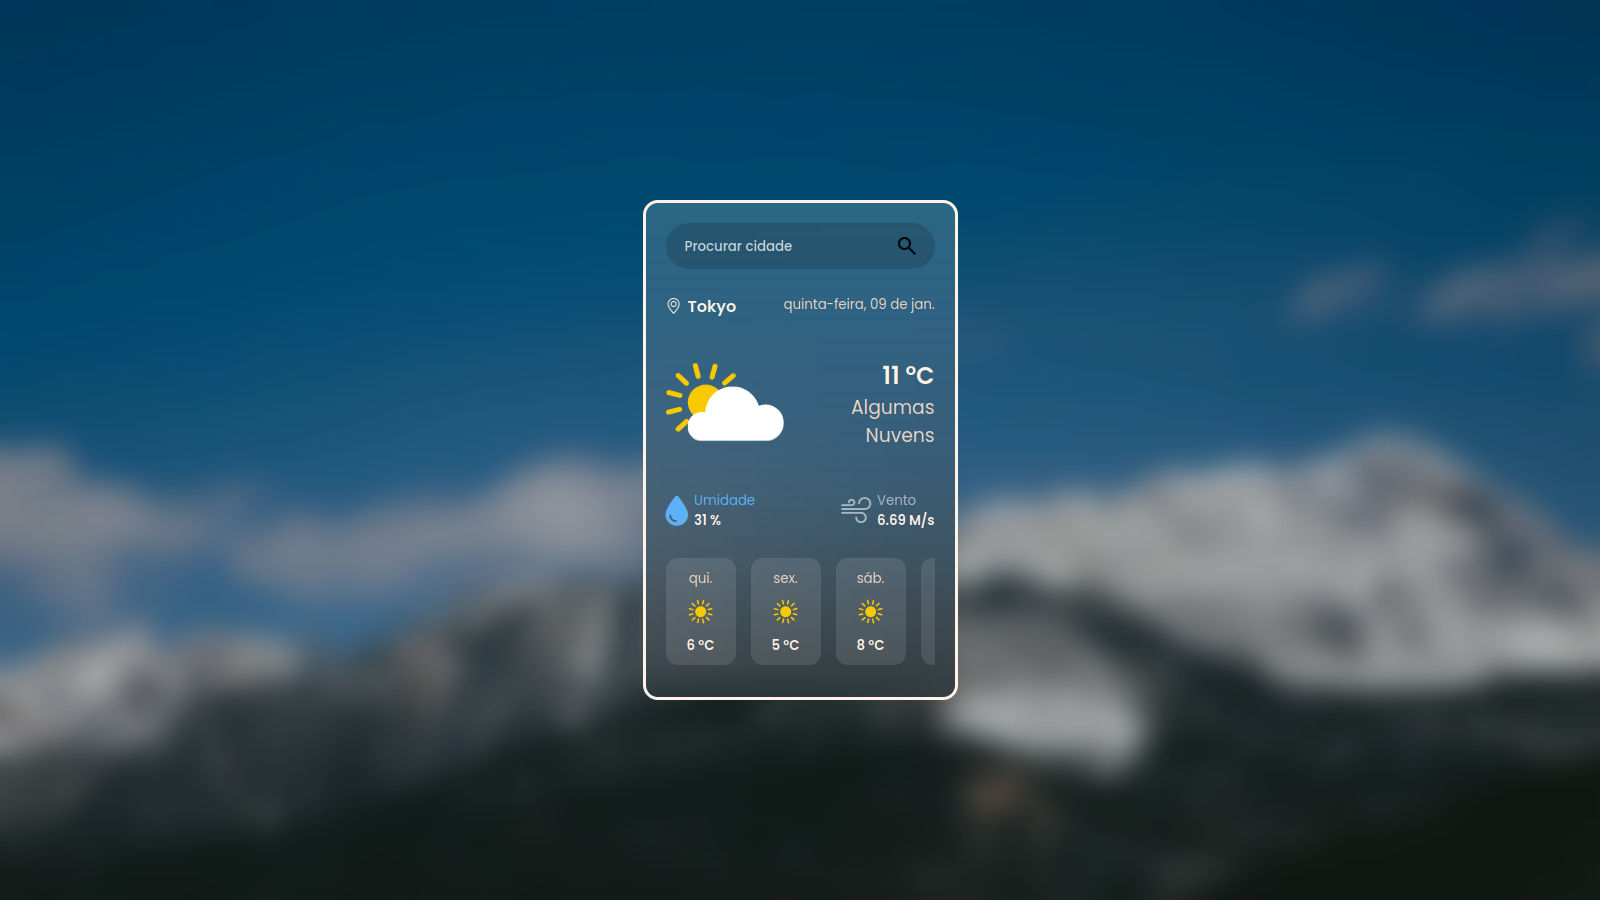 Procurar cidade
Tokyo
quinta-feira, 09 de jan.
11 °C
Algumas
Nuvens
Umidade
31 %
Vento
6.69 M/s
qui.
sex.
sáb.
6 °C
5 °C
8 °C